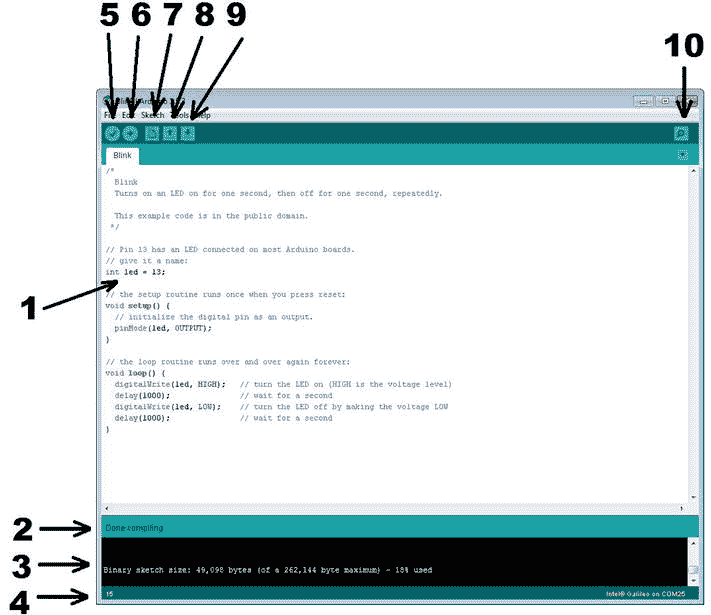 5 6 7 8 9
10
Blink Arduino
File Edit Sketch Tools Help
Blink
/*
Blink
Turns on an LED on for one second, then off for one second, repeatedly.
This example code is in the public domain.
*/
// Pin 13 has an LED connected on most Arduino boards.
// give it a name:
int led = 13;
1
// the setup routine runs once when you press reset:
void setup() {
// initialize the digital pin as an output.
pinMode(led, OUTPUT);
}
// the loop routine runs over and over again forever:
void loop() {
digitalWrite(led, HIGH); // turn the LED on (HIGH is the voltage level)
delay(1000); // wait for a second
digitalWrite(led, LOW); // turn the LED off by making the voltage LOW
delay(1000); // wait for a second
}
2
Done compiling
3
Binary sketch size: 49,098 bytes (of a 262,144 byte maximum) - 18% used
4
15 Intel® Galileo on COM25